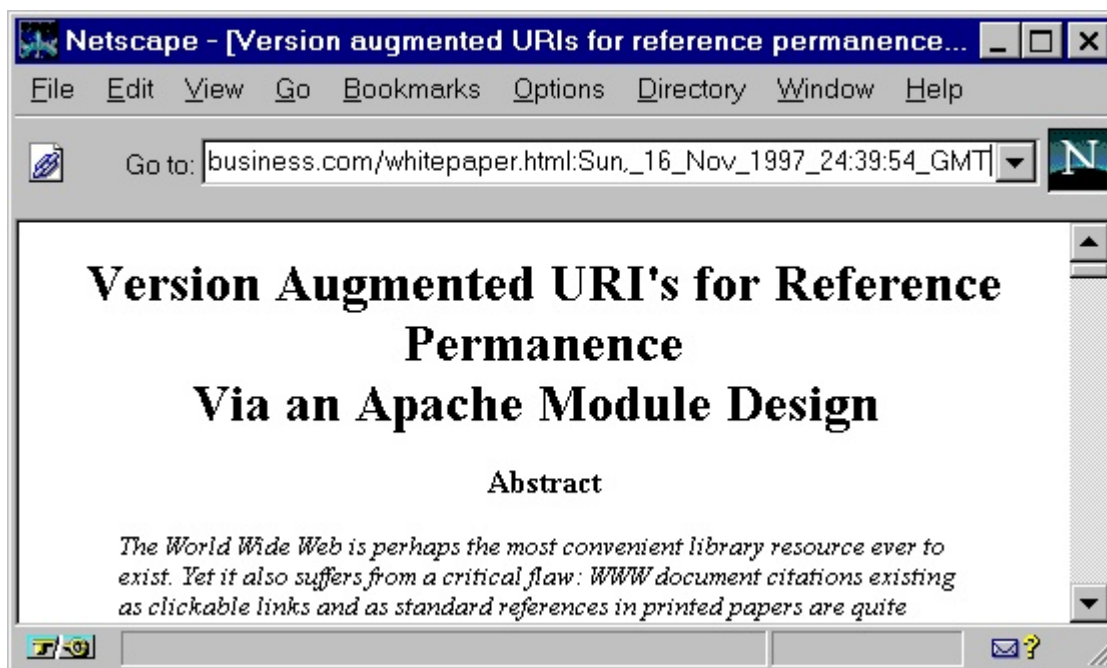 Netscape - [Version augmented URIs for reference permanence...
File Edit View Go Bookmarks Options Directory Window Help
Go to: business.com/whitepaper.html:Sun,_16_Nov_1997_24:39:54_GMT
N
Version Augmented URI's for Reference
Permanence
Via an Apache Module Design
Abstract
The World Wide Web is perhaps the most convenient library resource ever to
exist. Yet it also suffers from a critical flaw: WWW document citations existing
as clickable links and as standard references in printed papers are quite
?